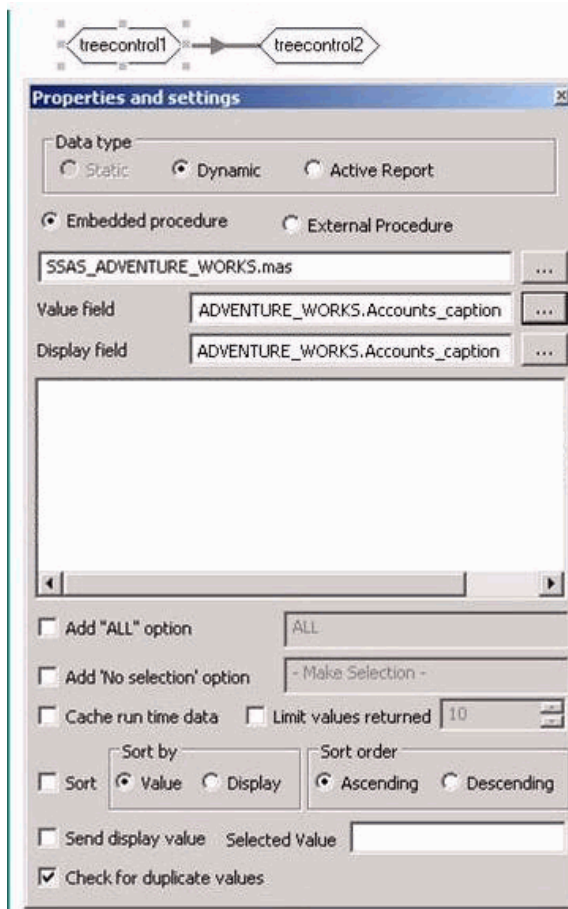 treecontrol1 treecontrol2
Properties and settings
Data type
Static Dynamic Active Report
Embedded procedure External Procedure
SSAS_ADVENTURE_WORKS.mas ...
Value field ADVENTURE_WORKS.Accounts_caption ...
Display field ADVENTURE_WORKS.Accounts_caption ...
Add "ALL" option ALL
Add 'No selection' option - Make Selection -
Cache run time data Limit values returned 10
Sort by Sort order
Sort Value Display Ascending Descending
Send display value Selected Value
Check for duplicate values